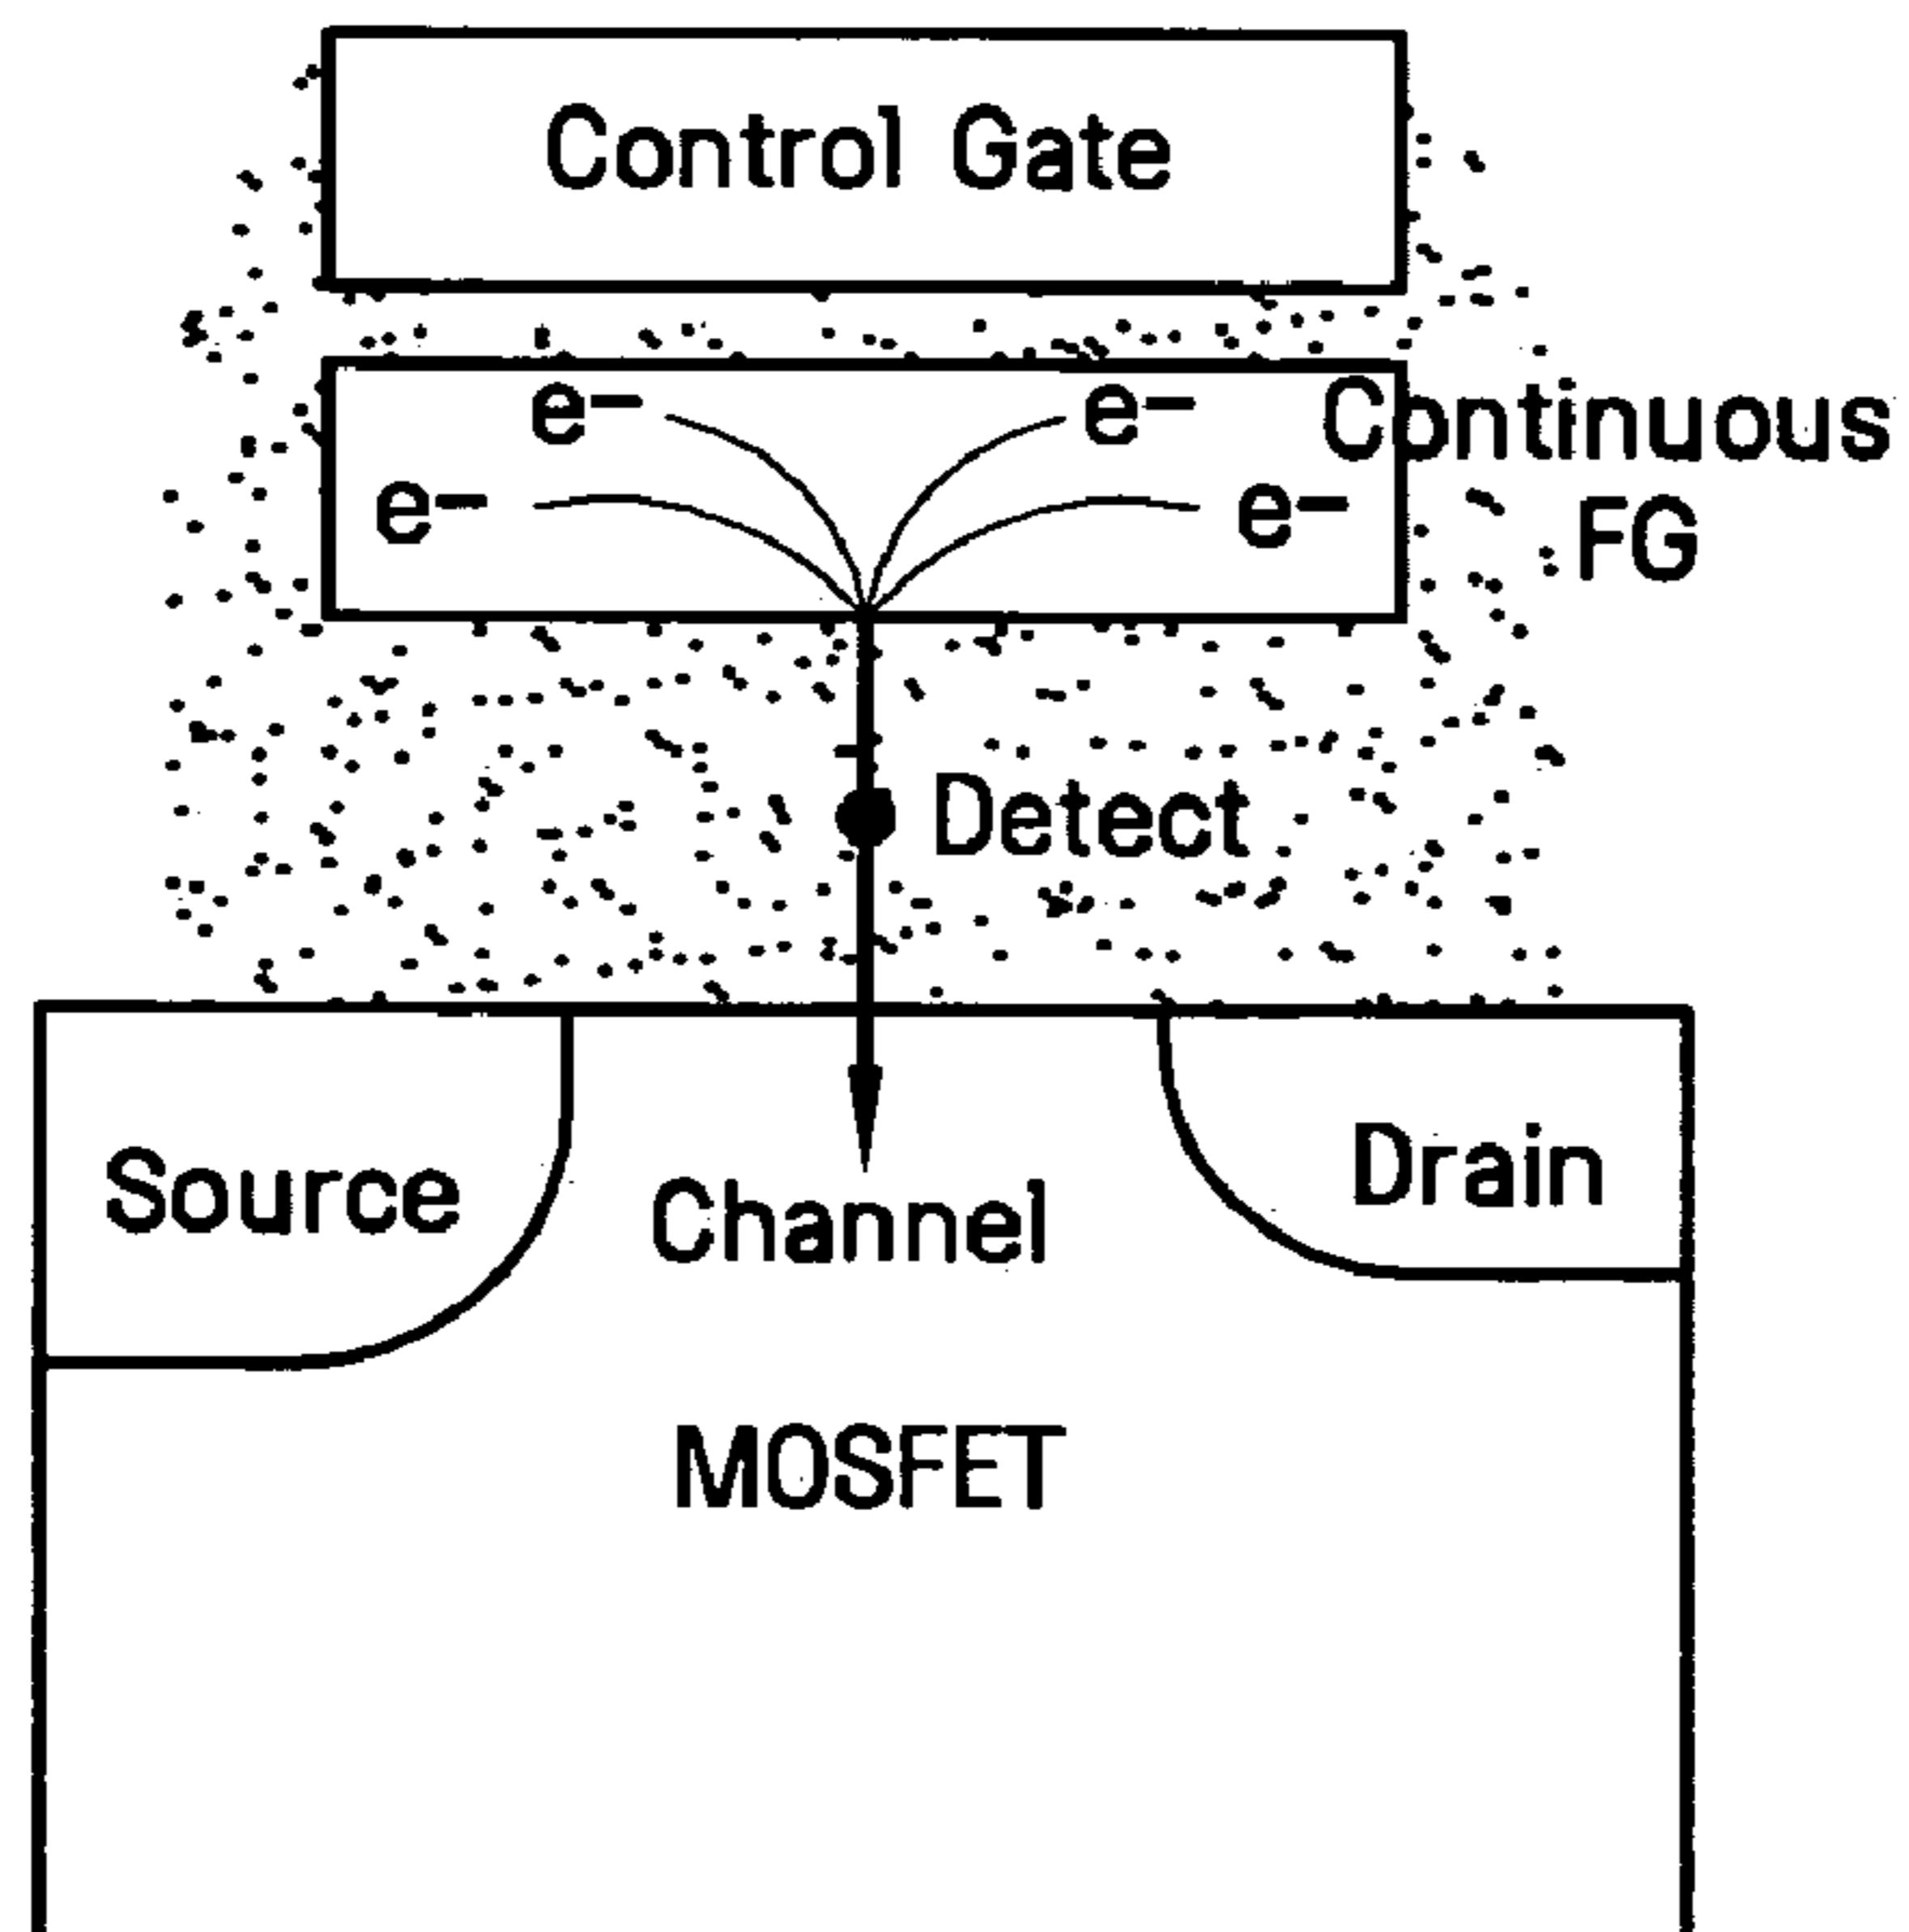 Control Gate
e− e− Continuous
e− e− FG
Detect
Source Channel Drain
MOSFET